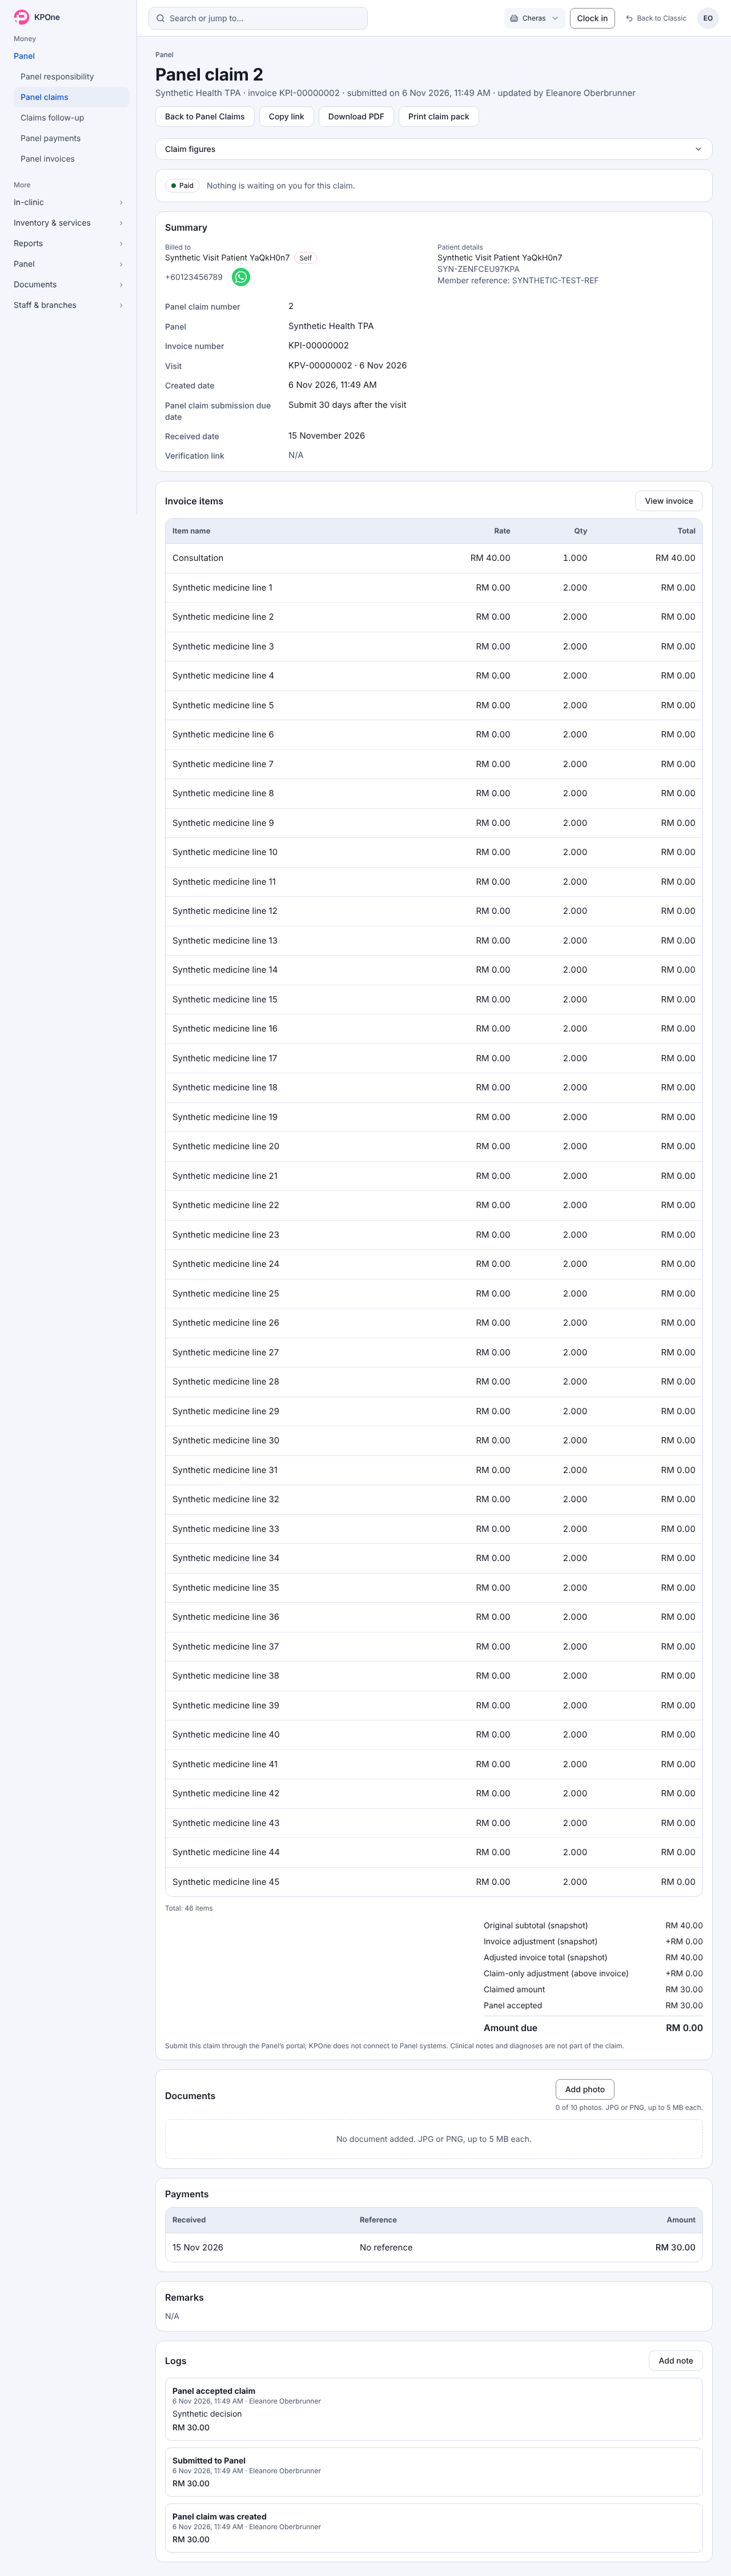 KPOne
Money
Panel
Panel responsibility
Panel claims
Claims follow-up
Panel payments
Panel invoices
More
In-clinic
Inventory & services
Reports
Panel
Documents
Staff & branches
Search or jump to...
Cheras
Clock in
Back to Classic
EO
Panel
Panel claim 2
Synthetic Health TPA · invoice KPI-00000002 · submitted on 6 Nov 2026, 11:49 AM · updated by Eleanore Oberbrunner
Back to Panel Claims
Copy link
Download PDF
Print claim pack
Claim figures
Paid
Nothing is waiting on you for this claim.
Summary
Billed to
Synthetic Visit Patient YaQkH0n7 Self
+60123456789
Patient details
Synthetic Visit Patient YaQkH0n7
SYN-ZENFCEU97KPA
Member reference: SYNTHETIC-TEST-REF
Panel claim number 2
Panel Synthetic Health TPA
Invoice number KPI-00000002
Visit KPV-00000002 · 6 Nov 2026
Created date 6 Nov 2026, 11:49 AM
Panel claim submission due date Submit 30 days after the visit
Received date 15 November 2026
Verification link N/A
Invoice items
View invoice
Item name Rate Qty Total
Consultation RM 40.00 1.000 RM 40.00
Synthetic medicine line 1 RM 0.00 2.000 RM 0.00
Synthetic medicine line 2 RM 0.00 2.000 RM 0.00
Synthetic medicine line 3 RM 0.00 2.000 RM 0.00
Synthetic medicine line 4 RM 0.00 2.000 RM 0.00
Synthetic medicine line 5 RM 0.00 2.000 RM 0.00
Synthetic medicine line 6 RM 0.00 2.000 RM 0.00
Synthetic medicine line 7 RM 0.00 2.000 RM 0.00
Synthetic medicine line 8 RM 0.00 2.000 RM 0.00
Synthetic medicine line 9 RM 0.00 2.000 RM 0.00
Synthetic medicine line 10 RM 0.00 2.000 RM 0.00
Synthetic medicine line 11 RM 0.00 2.000 RM 0.00
Synthetic medicine line 12 RM 0.00 2.000 RM 0.00
Synthetic medicine line 13 RM 0.00 2.000 RM 0.00
Synthetic medicine line 14 RM 0.00 2.000 RM 0.00
Synthetic medicine line 15 RM 0.00 2.000 RM 0.00
Synthetic medicine line 16 RM 0.00 2.000 RM 0.00
Synthetic medicine line 17 RM 0.00 2.000 RM 0.00
Synthetic medicine line 18 RM 0.00 2.000 RM 0.00
Synthetic medicine line 19 RM 0.00 2.000 RM 0.00
Synthetic medicine line 20 RM 0.00 2.000 RM 0.00
Synthetic medicine line 21 RM 0.00 2.000 RM 0.00
Synthetic medicine line 22 RM 0.00 2.000 RM 0.00
Synthetic medicine line 23 RM 0.00 2.000 RM 0.00
Synthetic medicine line 24 RM 0.00 2.000 RM 0.00
Synthetic medicine line 25 RM 0.00 2.000 RM 0.00
Synthetic medicine line 26 RM 0.00 2.000 RM 0.00
Synthetic medicine line 27 RM 0.00 2.000 RM 0.00
Synthetic medicine line 28 RM 0.00 2.000 RM 0.00
Synthetic medicine line 29 RM 0.00 2.000 RM 0.00
Synthetic medicine line 30 RM 0.00 2.000 RM 0.00
Synthetic medicine line 31 RM 0.00 2.000 RM 0.00
Synthetic medicine line 32 RM 0.00 2.000 RM 0.00
Synthetic medicine line 33 RM 0.00 2.000 RM 0.00
Synthetic medicine line 34 RM 0.00 2.000 RM 0.00
Synthetic medicine line 35 RM 0.00 2.000 RM 0.00
Synthetic medicine line 36 RM 0.00 2.000 RM 0.00
Synthetic medicine line 37 RM 0.00 2.000 RM 0.00
Synthetic medicine line 38 RM 0.00 2.000 RM 0.00
Synthetic medicine line 39 RM 0.00 2.000 RM 0.00
Synthetic medicine line 40 RM 0.00 2.000 RM 0.00
Synthetic medicine line 41 RM 0.00 2.000 RM 0.00
Synthetic medicine line 42 RM 0.00 2.000 RM 0.00
Synthetic medicine line 43 RM 0.00 2.000 RM 0.00
Synthetic medicine line 44 RM 0.00 2.000 RM 0.00
Synthetic medicine line 45 RM 0.00 2.000 RM 0.00
Total: 46 items
Original subtotal (snapshot) RM 40.00
Invoice adjustment (snapshot) +RM 0.00
Adjusted invoice total (snapshot) RM 40.00
Claim-only adjustment (above invoice) +RM 0.00
Claimed amount RM 30.00
Panel accepted RM 30.00
Amount due RM 0.00
Submit this claim through the Panel's portal; KPOne does not connect to Panel systems. Clinical notes and diagnoses are not part of the claim.
Documents
Add photo
0 of 10 photos. JPG or PNG, up to 5 MB each.
No document added. JPG or PNG, up to 5 MB each.
Payments
Received Reference Amount
15 Nov 2026 No reference RM 30.00
Remarks
N/A
Logs
Add note
Panel accepted claim
6 Nov 2026, 11:49 AM · Eleanore Oberbrunner
Synthetic decision
RM 30.00
Submitted to Panel
6 Nov 2026, 11:49 AM · Eleanore Oberbrunner
RM 30.00
Panel claim was created
6 Nov 2026, 11:49 AM · Eleanore Oberbrunner
RM 30.00